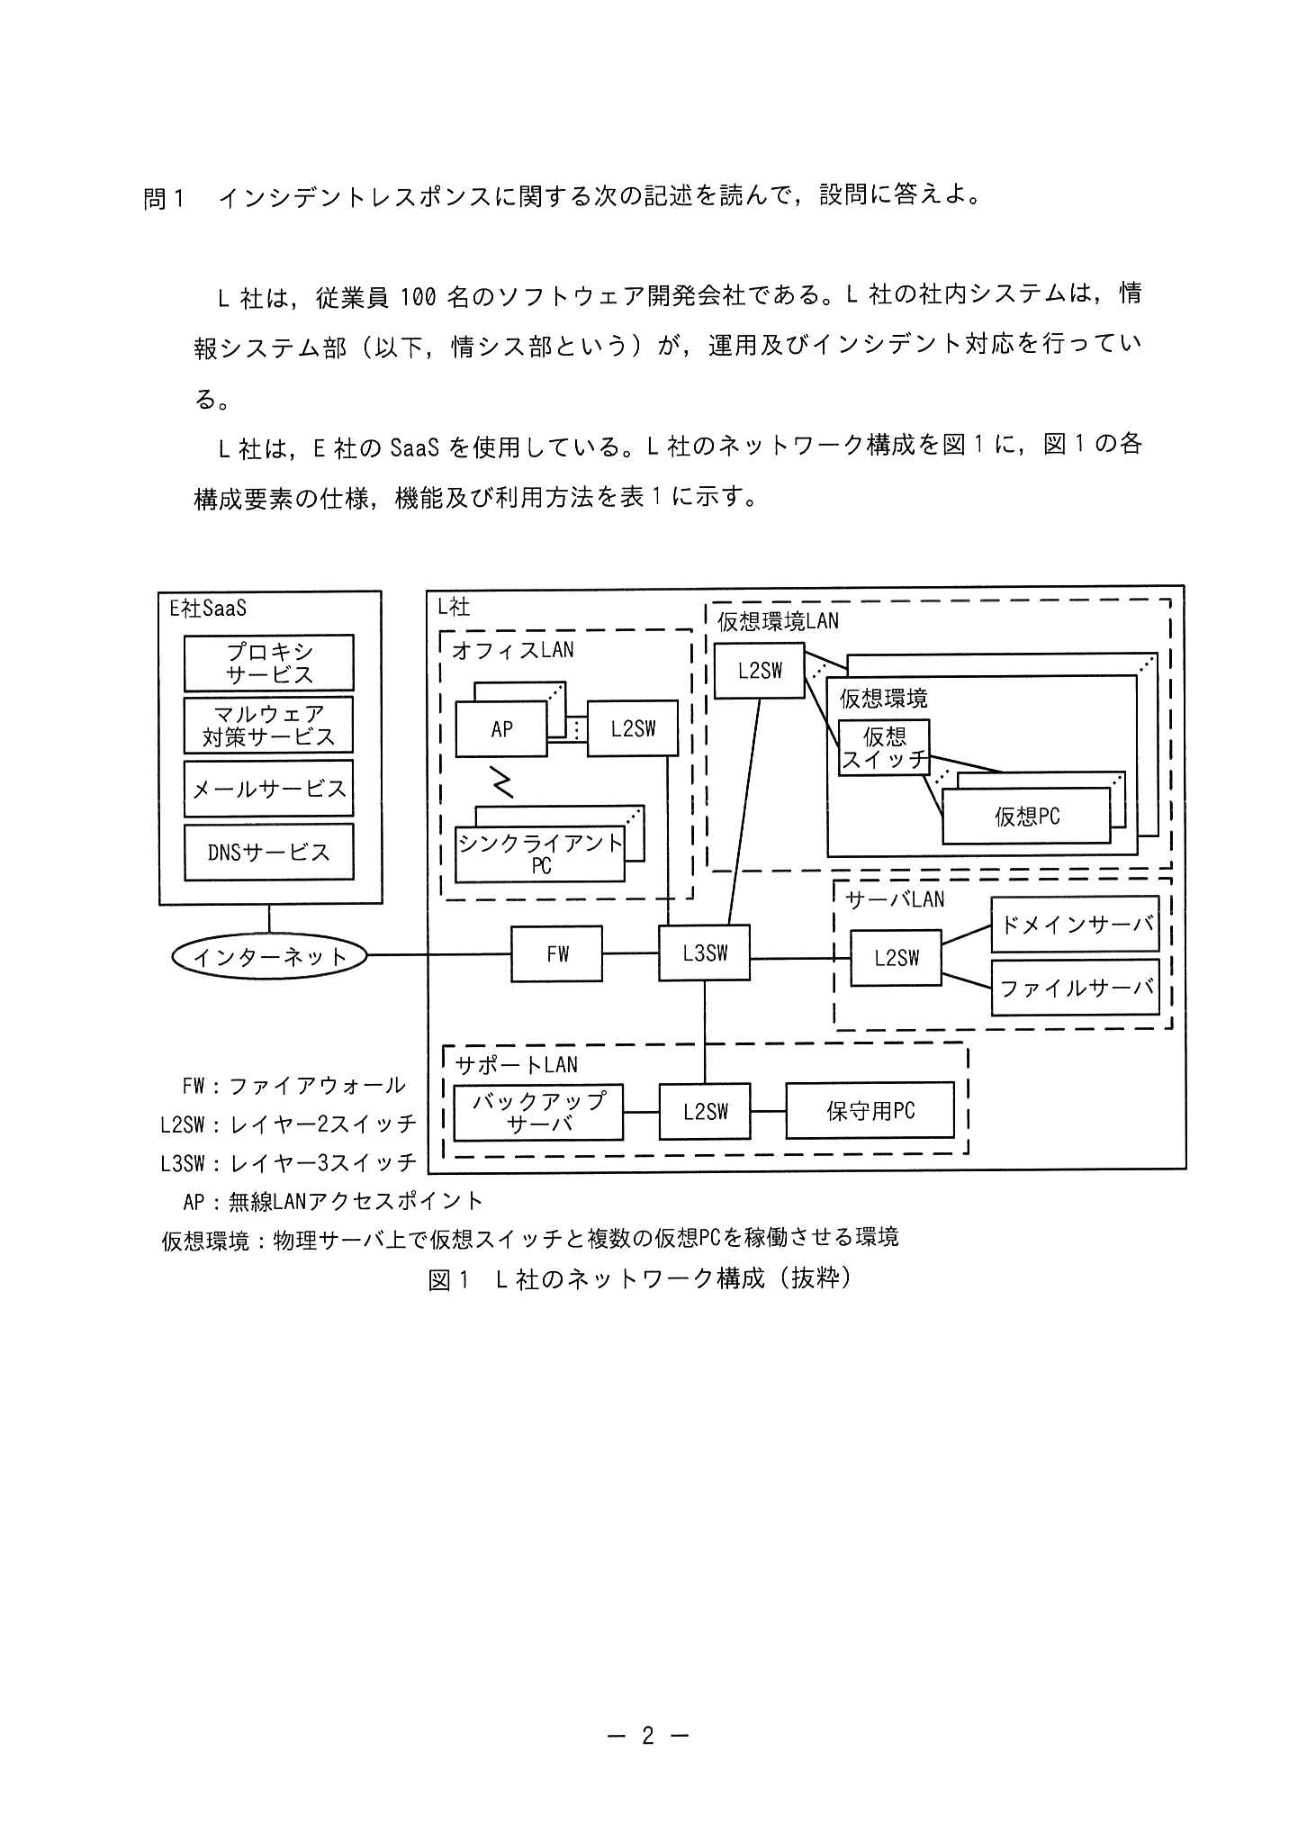 問1 インシデントレスポンスに関する次の記述を読んで，設問に答えよ。
L 社は，従業員 100 名のソフトウェア開発会社である。L 社の社内システムは，情
報システム部（以下，情シス部という）が，運用及びインシデント対応を行ってい
る。
L 社は，E 社の SaaS を使用している。L 社のネットワーク構成を図 1 に，図 1 の各
構成要素の仕様，機能及び利用方法を表 1 に示す。
E社SaaS
プロキシ
サービス
マルウェア
対策サービス
メールサービス
DNSサービス
インターネット
L社
オフィスLAN
AP
L2SW
シンクライアント
PC
仮想環境LAN
L2SW
仮想環境
仮想
スイッチ
仮想PC
FW
L3SW
サーバLAN
L2SW
ドメインサーバ
ファイルサーバ
サポートLAN
バックアップ
サーバ
L2SW
保守用PC
FW：ファイアウォール
L2SW：レイヤー2スイッチ
L3SW：レイヤー3スイッチ
AP：無線LANアクセスポイント
仮想環境：物理サーバ上で仮想スイッチと複数の仮想PCを稼働させる環境
図 1 L 社のネットワーク構成（抜粋）
― 2 ―